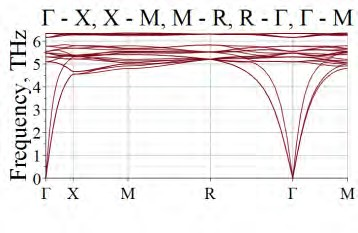 Γ - X, X - M, M - R, R - Γ, Γ - M
Frequency, THz
6
5
4
3
2
1
0
Γ X M R Γ M